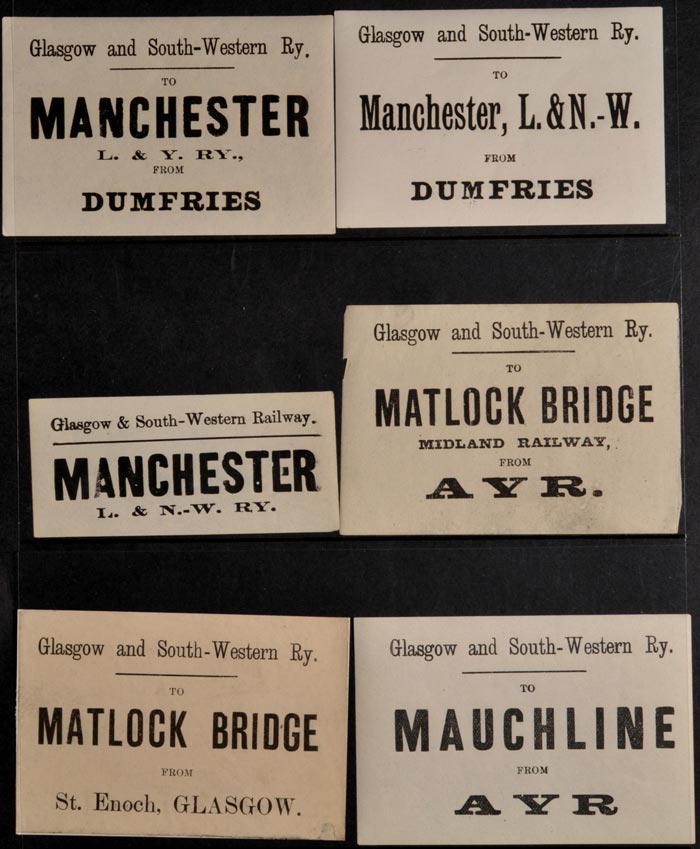 Glasgow and South-Western Ry.
TO
MANCHESTER
L. & Y. RY.,
FROM
DUMFRIES
Glasgow and South-Western Ry.
TO
Manchester, L. & N.-W.
FROM
DUMFRIES
Glasgow & South-Western Railway.
MANCHESTER
L. & N.-W. RY.
Glasgow and South-Western Ry.
TO
MATLOCK BRIDGE
MIDLAND RAILWAY,
FROM
AYR.
Glasgow and South-Western Ry.
TO
MATLOCK BRIDGE
FROM
St. Enoch, GLASGOW.
Glasgow and South-Western Ry.
TO
MAUCHLINE
FROM
AYR